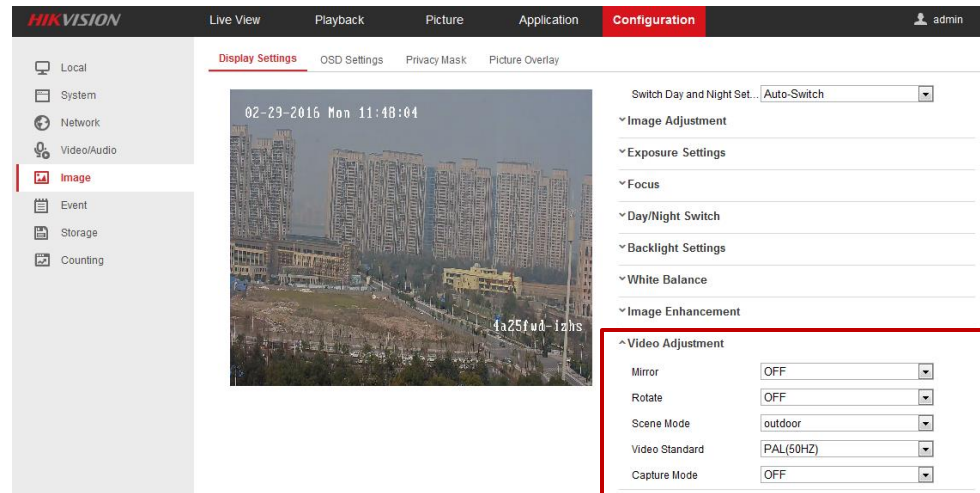 HIKVISION
Live View Playback Picture Application Configuration admin
Local
System
Network
Video/Audio
Image
Event
Storage
Counting
Display Settings OSD Settings Privacy Mask Picture Overlay
02-29-2016 Mon 11:48:04
4a25fwd-izhs
Switch Day and Night Set... Auto-Switch
Image Adjustment
Exposure Settings
Focus
Day/Night Switch
Backlight Settings
White Balance
Image Enhancement
Video Adjustment
Mirror OFF
Rotate OFF
Scene Mode outdoor
Video Standard PAL(50HZ)
Capture Mode OFF